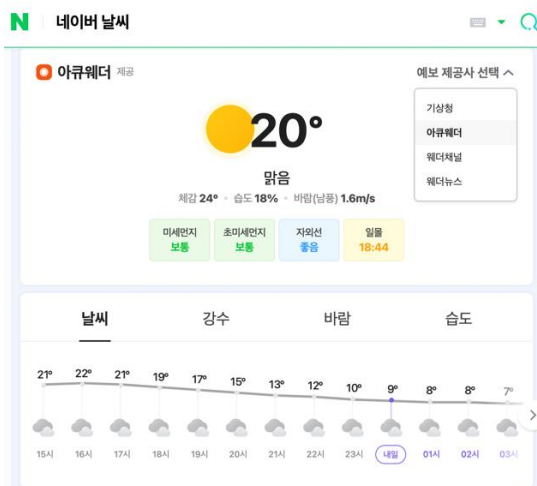 N 네이버 날씨
아큐웨더 제공
예보 제공사 선택
기상청
아큐웨더
웨더채널
웨더뉴스
20°
맑음
체감 24° 습도 18% 바람(남풍) 1.6m/s
미세먼지 초미세먼지 자외선 일몰
보통 보통 좋음 18:44
날씨 강수 바람 습도
21° 22° 21° 19° 17° 15° 13° 12° 10° 9° 8° 8° 7°
15시 16시 17시 18시 19시 20시 21시 22시 23시 내일 01시 02시 03시